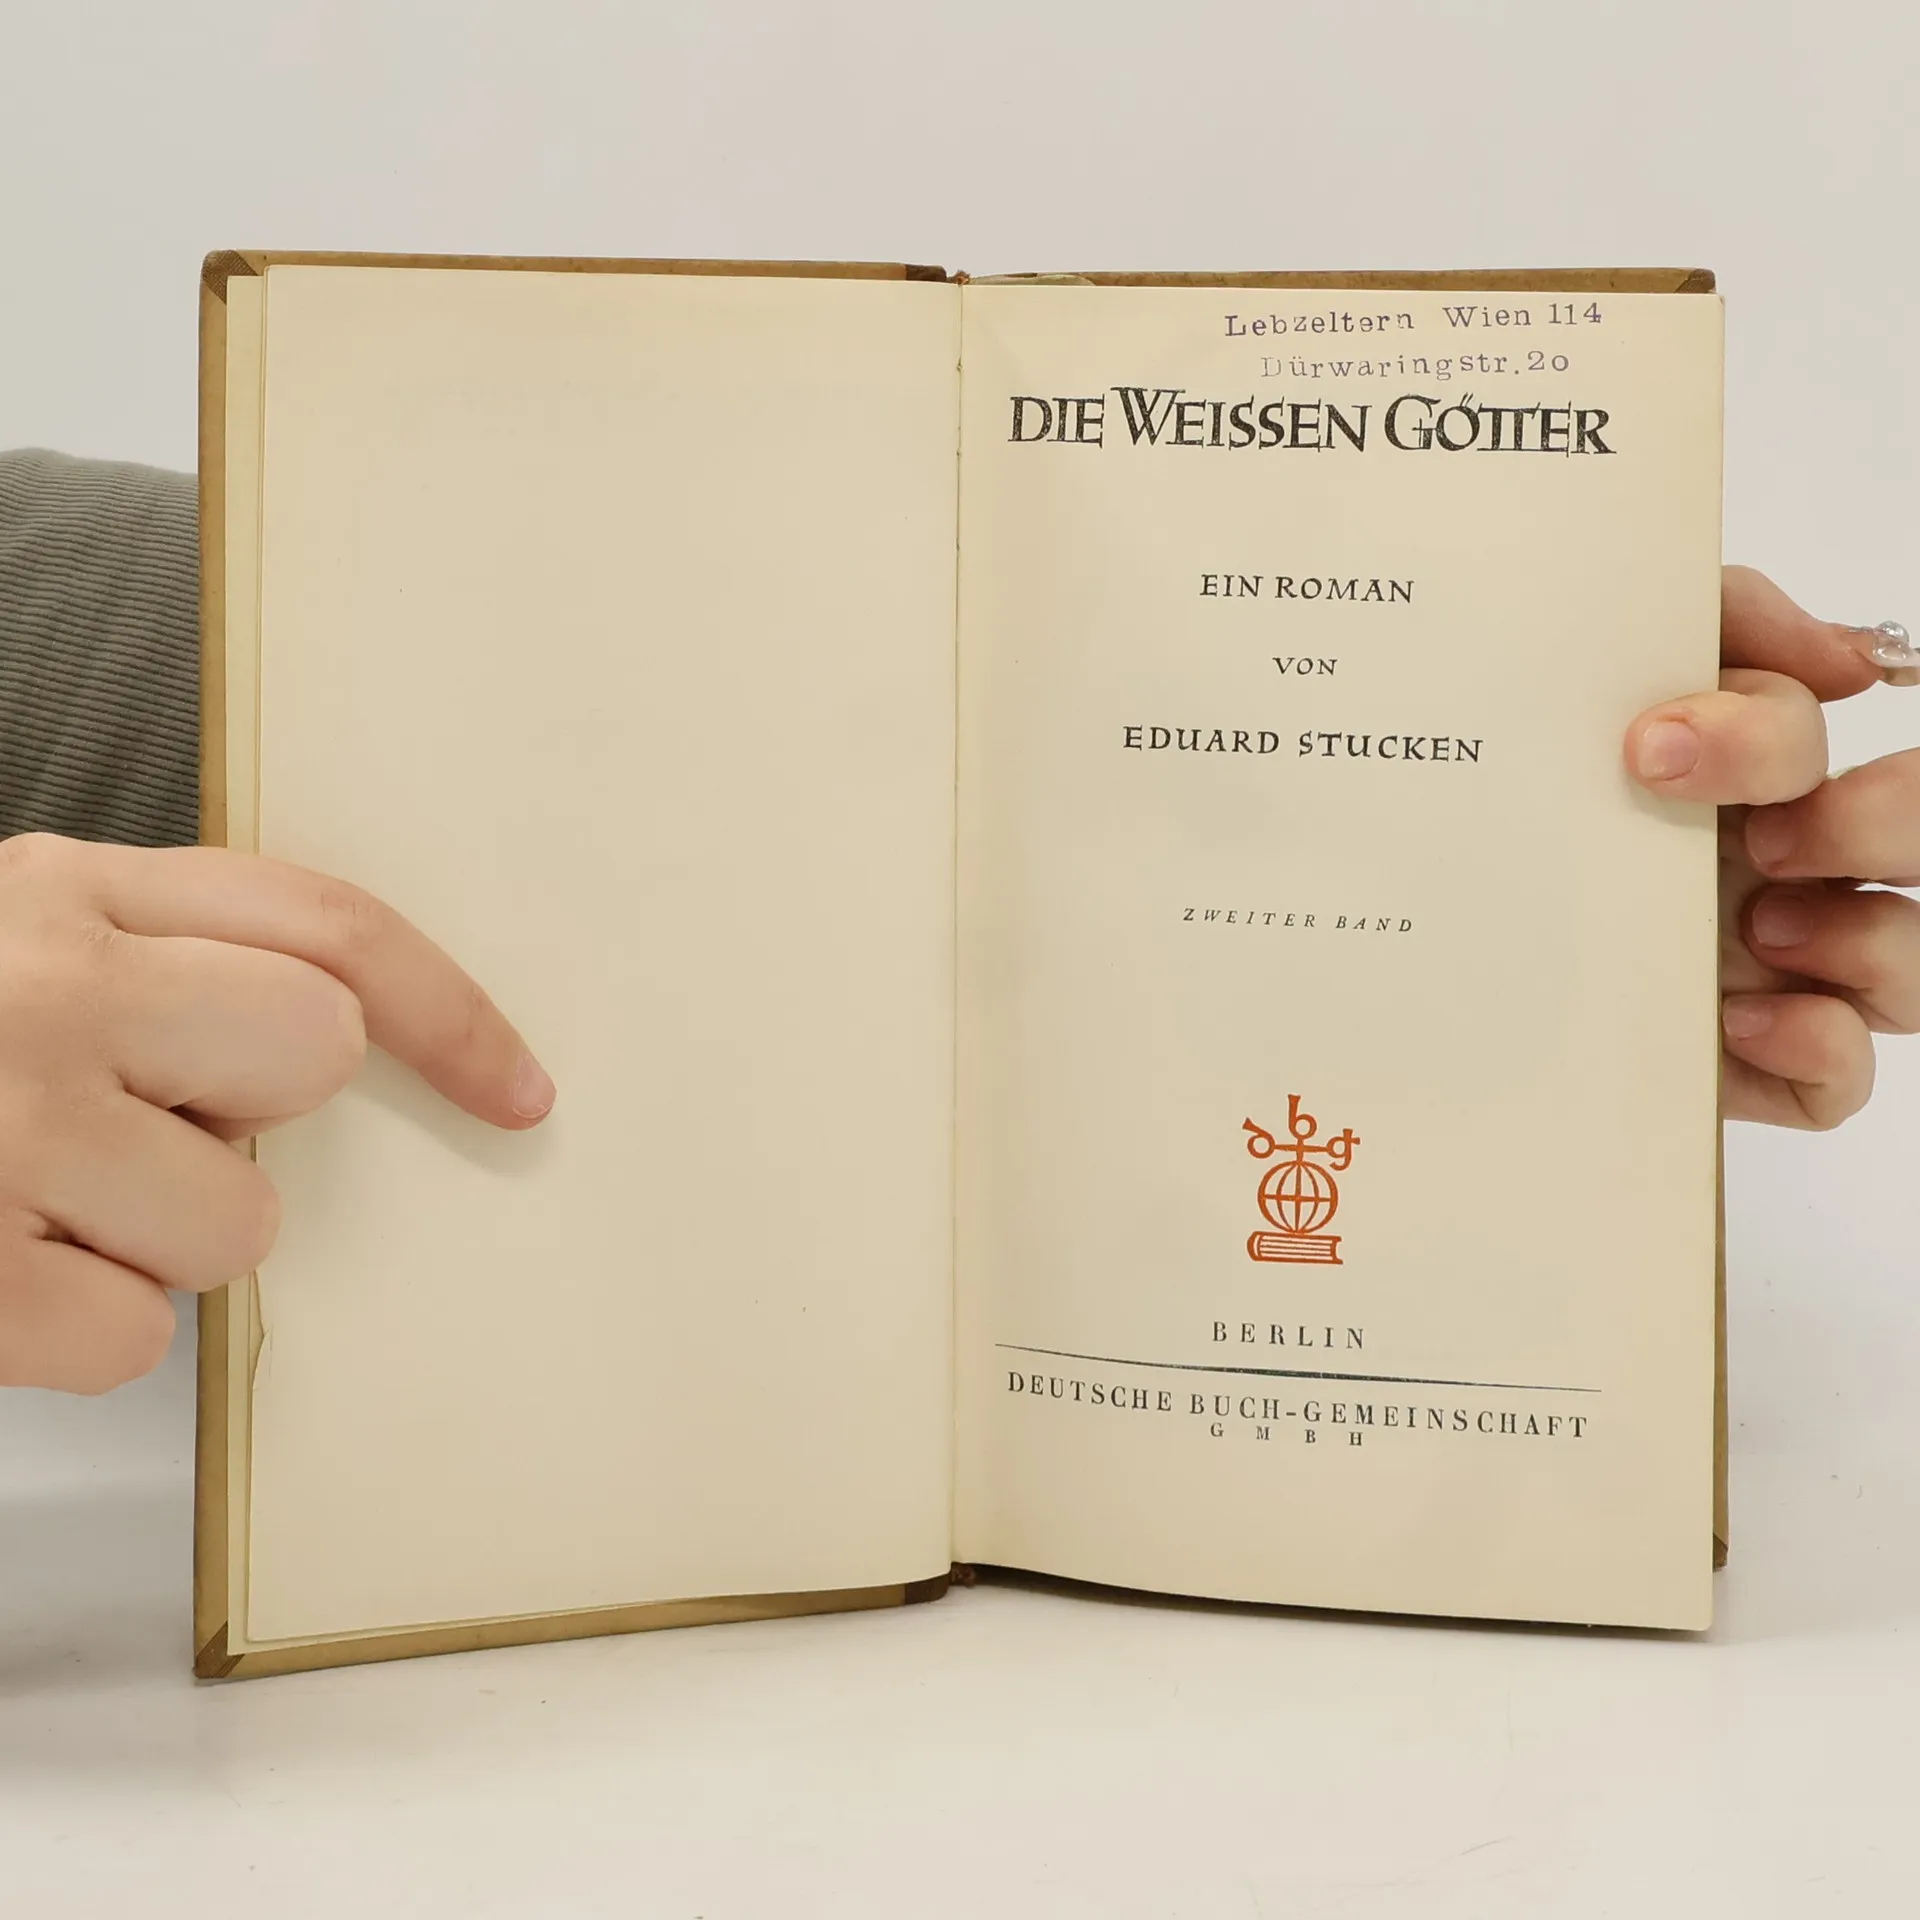 Lebzeltern Wien 114
Dürwaringstr.20
DIE WEISSEN GÖTTER
EIN ROMAN
VON
EDUARD STUCKEN
ZWEITER BAND
dbg
BERLIN
DEUTSCHE BUCH-GEMEINSCHAFT
GMBH